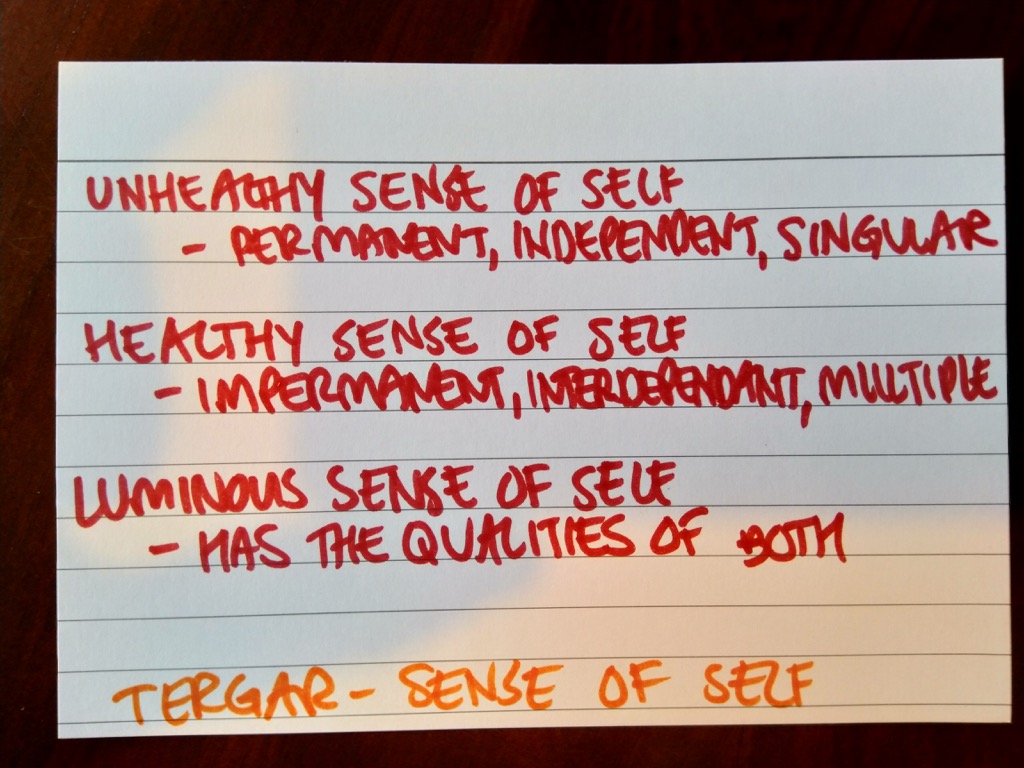 UNHEALTHY SENSE OF SELF
- PERMANENT, INDEPENDENT, SINGULAR
HEALTHY SENSE OF SELF
- IMPERMANENT, INTERDEPENDANT, MULTIPLE
LUMINOUS SENSE OF SELF
- HAS THE QUALITIES OF BOTH
TERGAR - SENSE OF SELF